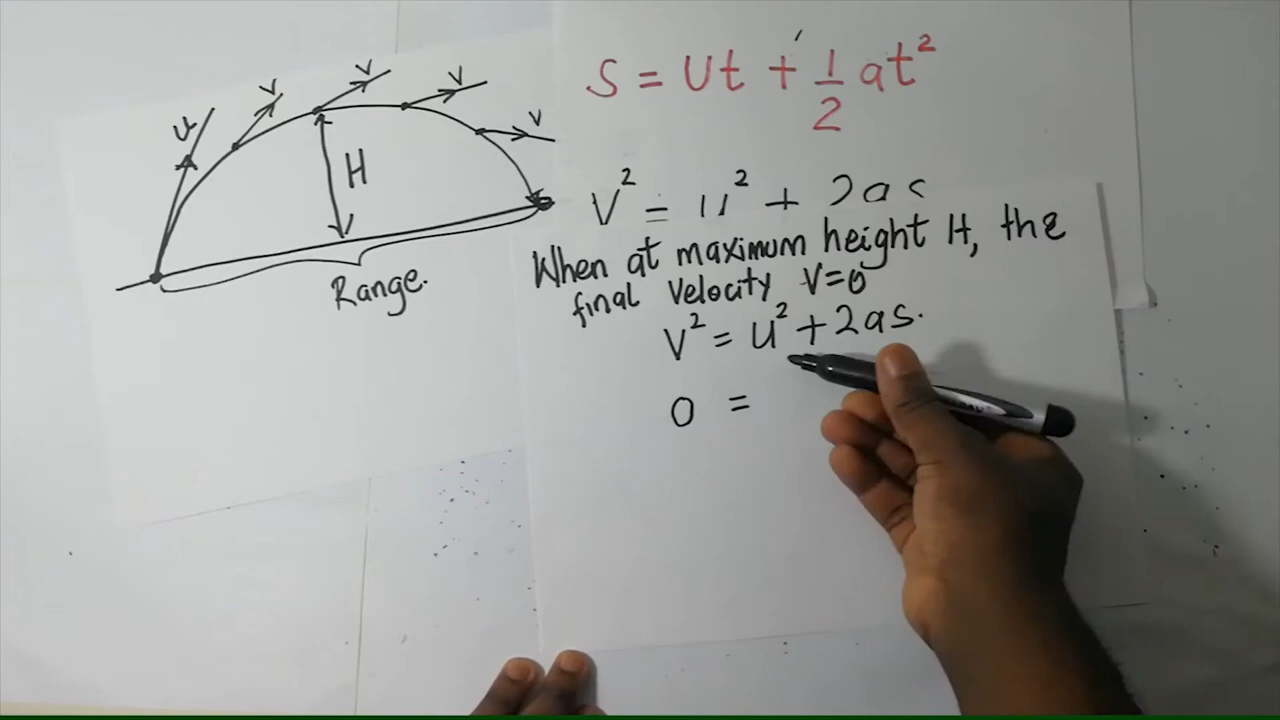 S = Ut + 1/2 at²
u
v
v
v
v
H
Range.
V² = U² + 2as
When at maximum height H, the
final Velocity V=0
V² = U² + 2as.
0 =